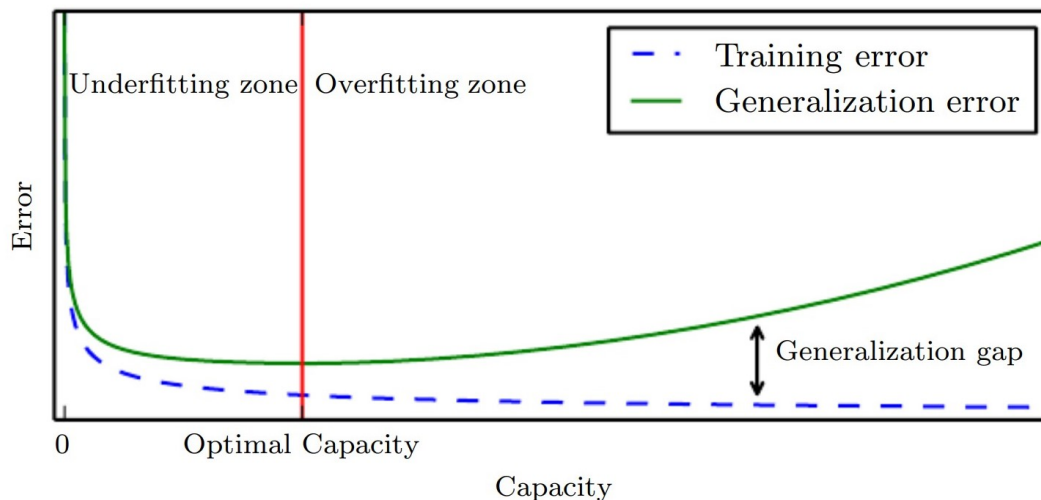 Training error
Generalization error
Underfitting zone
Overfitting zone
Error
Generalization gap
0
Optimal Capacity
Capacity